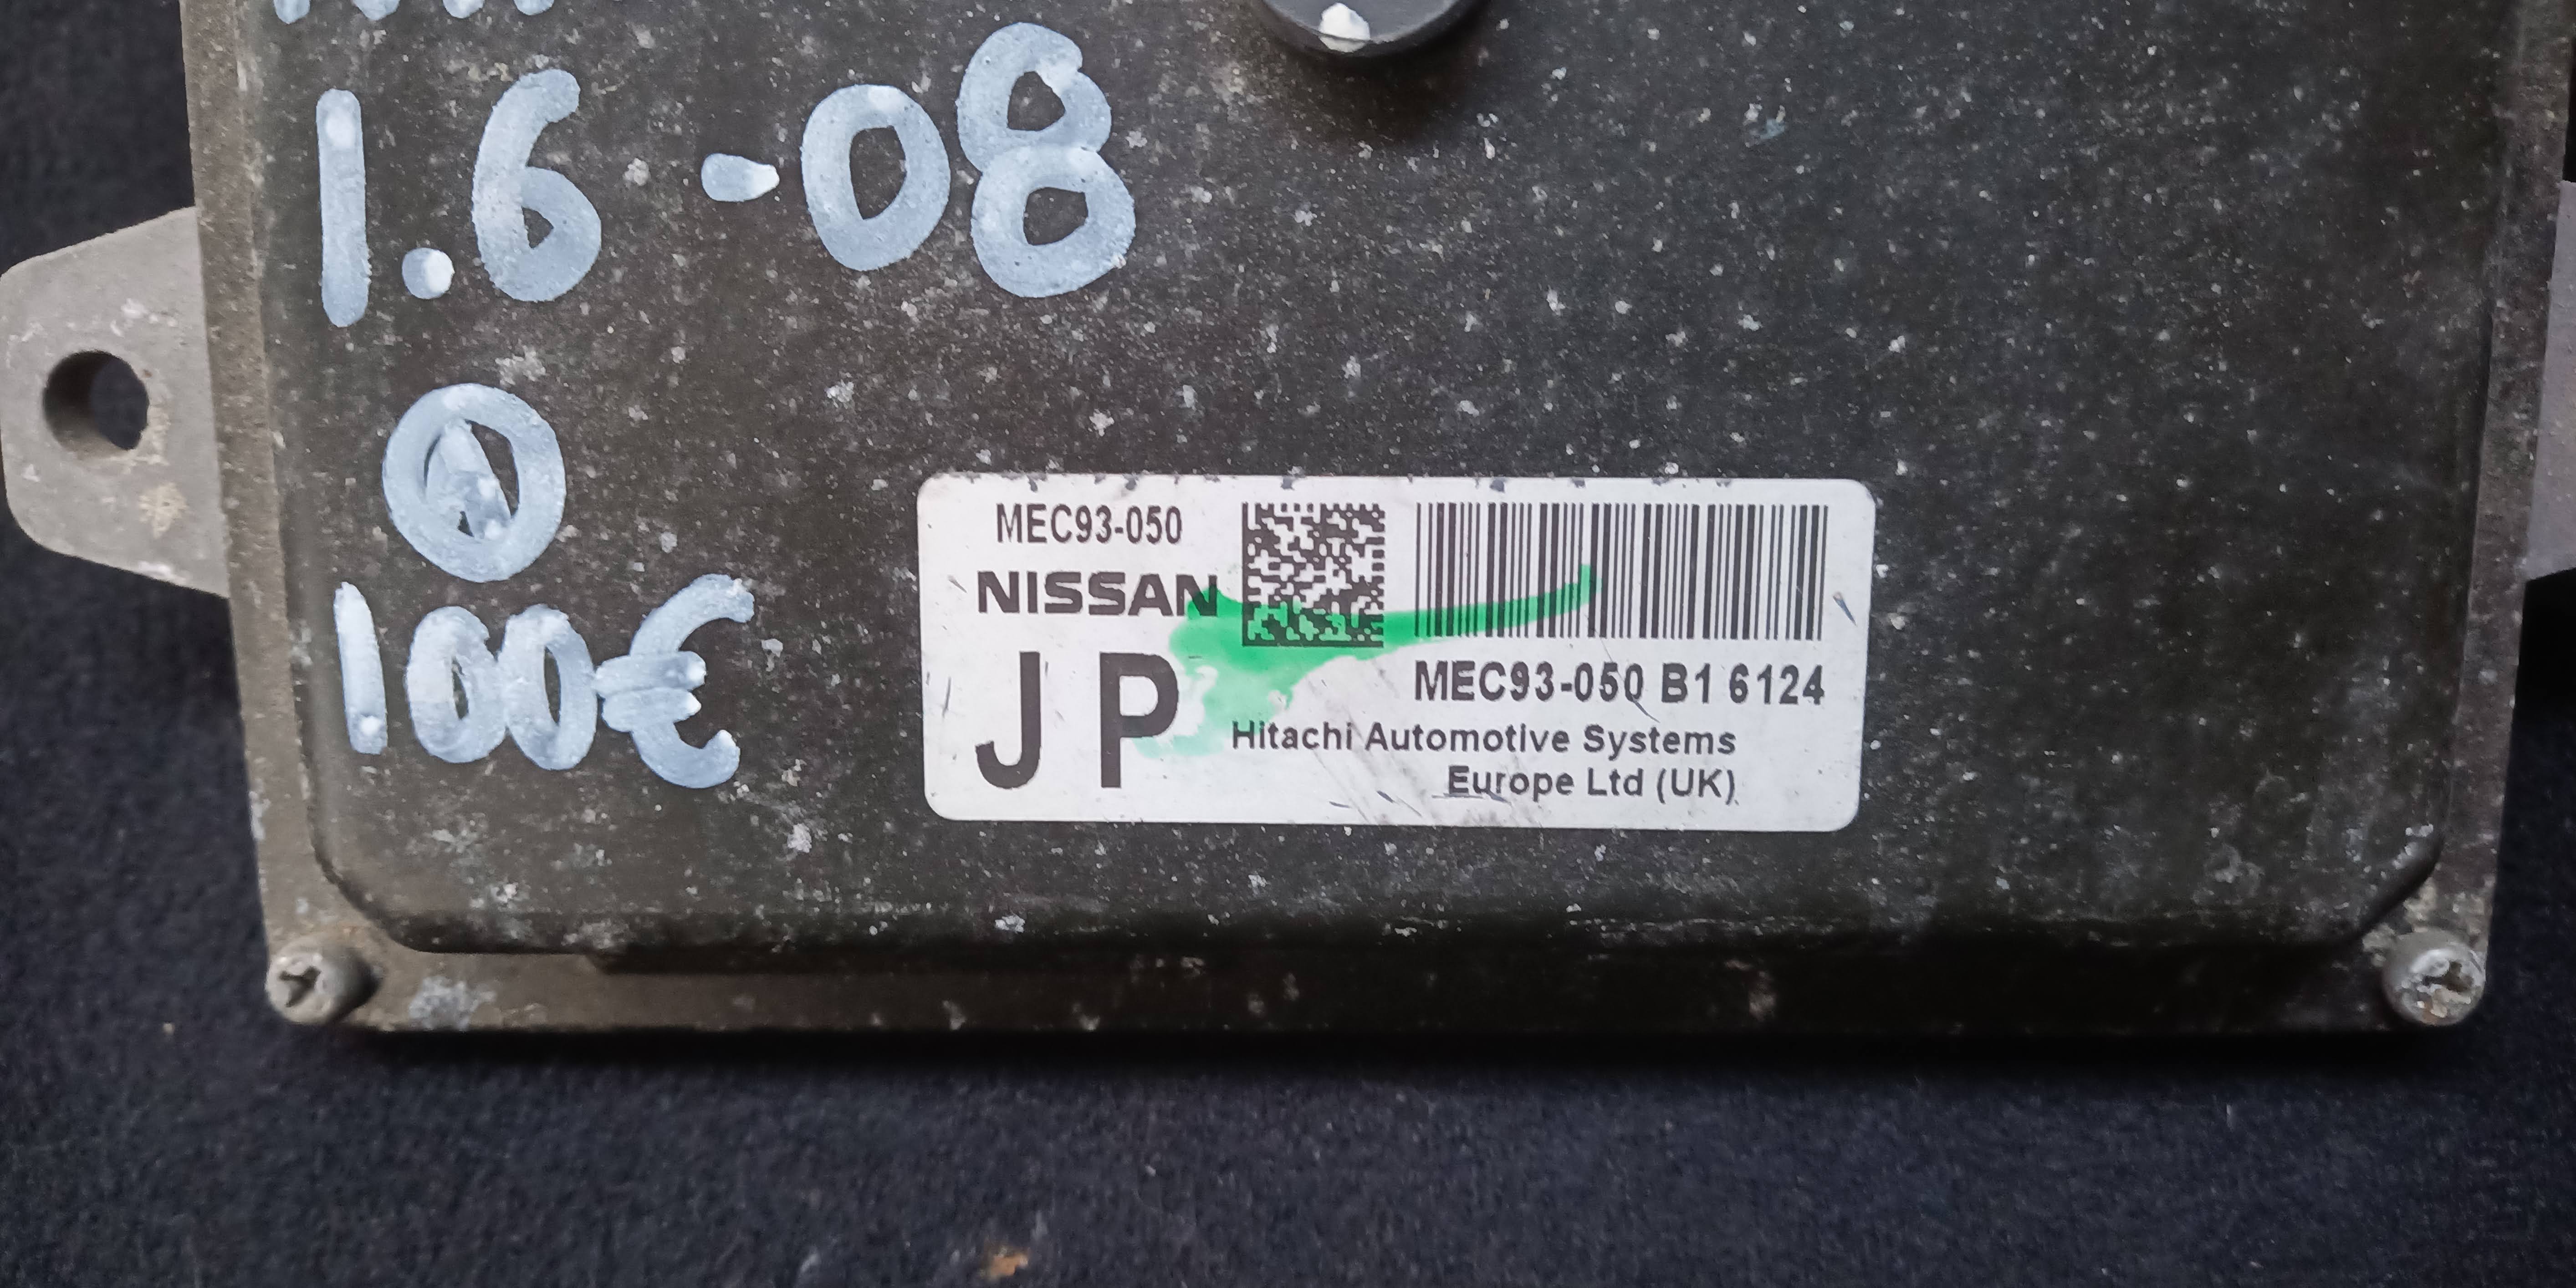 1.6 - 08
A
100€
MEC93-050
NISSAN
JP
MEC93-050 B1 6124
Hitachi Automotive Systems
Europe Ltd (UK)